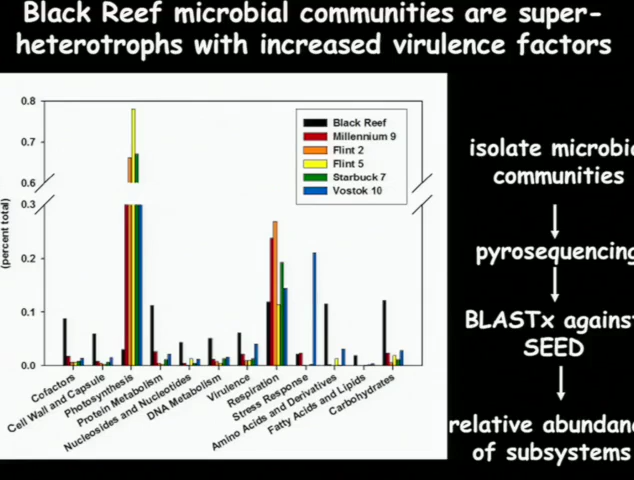 Black Reef microbial communities are super-
heterotrophs with increased virulence factors
0.8
0.7
0.6
0.3
0.2
0.1
0.0
(percent total)
Black Reef
Millennium 9
Flint 2
Flint 5
Starbuck 7
Vostok 10
Cofactors
Cell Wall and Capsule
Photosynthesis
Protein Metabolism
Nucleosides and Nucleotides
DNA Metabolism
Virulence
Respiration
Stress Response
Amino Acids and Derivatives
Fatty Acids and Lipids
Carbohydrates
isolate microbia
communities
pyrosequencing
BLASTx against
SEED
relative abundanc
of subsystems